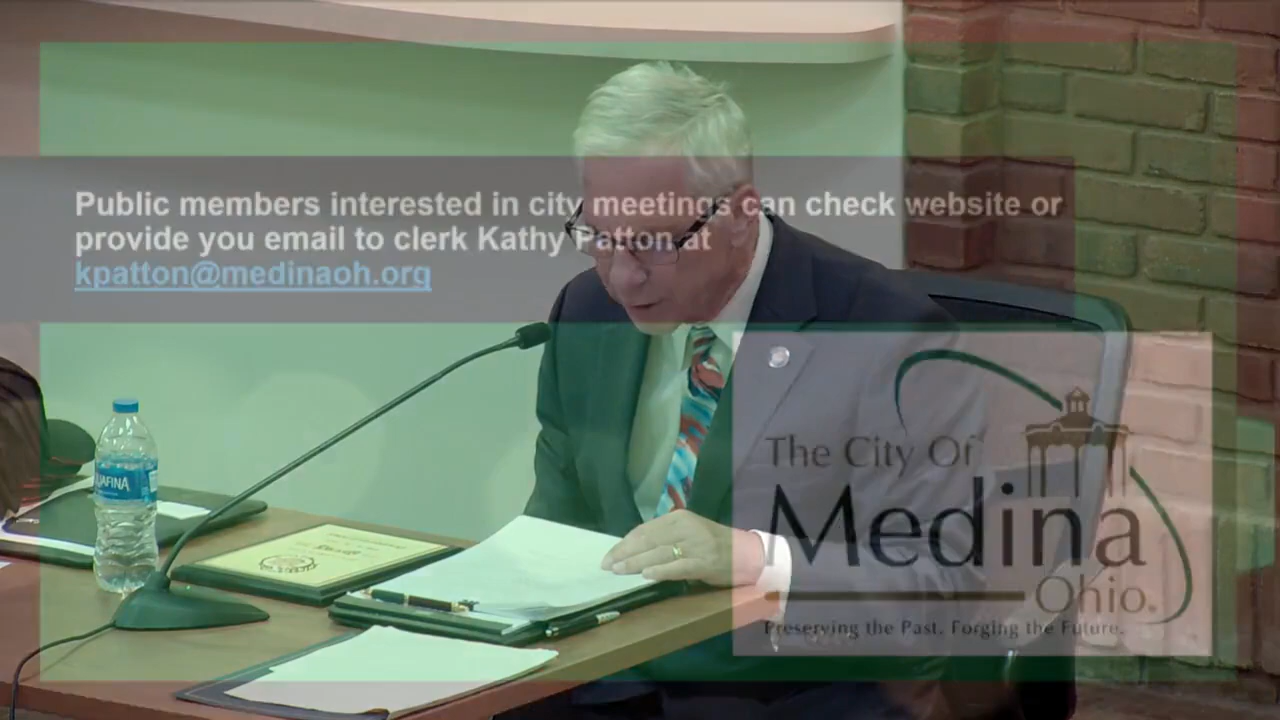 Public members interested in city meetings can check website or
provide you email to clerk Kathy Patton at
kpatton@medinaoh.org
The City Of
Medina
Ohio.
Preserving the Past. Forging the Future.